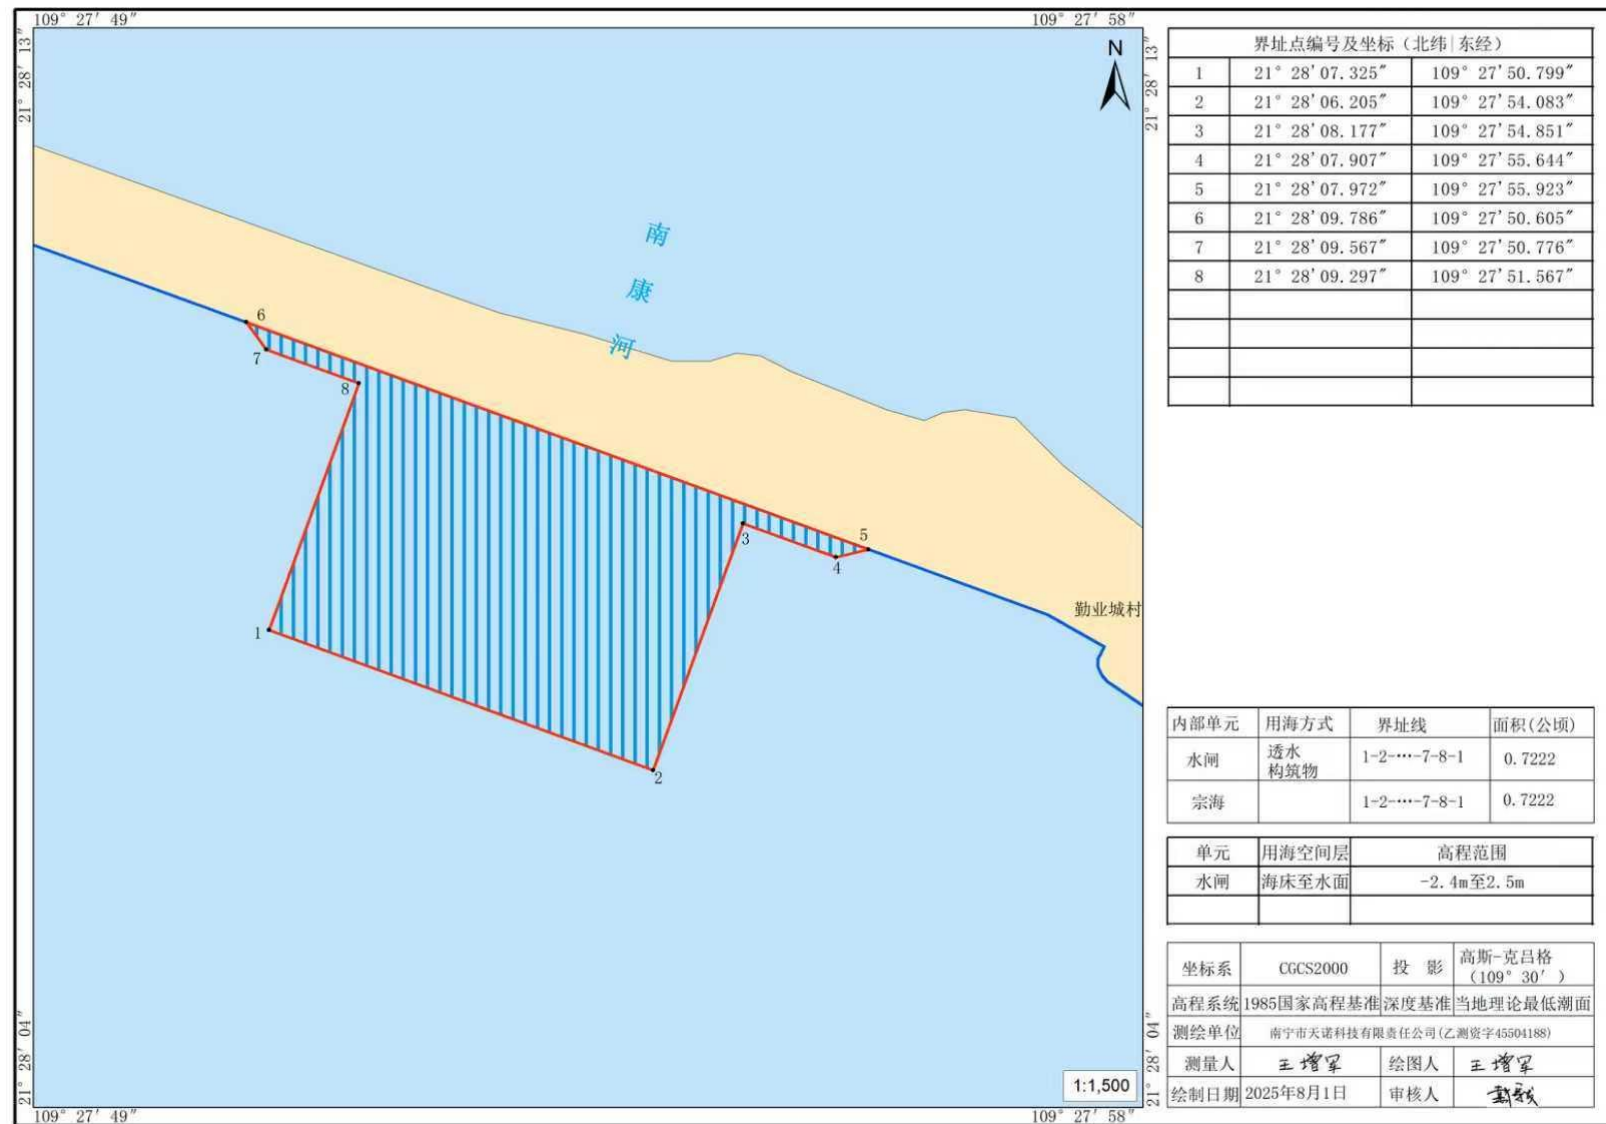 109° 27′ 49″
109° 27′ 58″
21° 28′ 13″
21° 28′ 13″
N
南
康
河
6
7
8
5
3
4
1
2
勤业城村
1:1,500
21° 28′ 04″
21° 28′ 04″
109° 27′ 49″
109° 27′ 58″
界址点编号及坐标（北纬|东经）
1 21° 28′07.325″ 109° 27′50.799″
2 21° 28′06.205″ 109° 27′54.083″
3 21° 28′08.177″ 109° 27′54.851″
4 21° 28′07.907″ 109° 27′55.644″
5 21° 28′07.972″ 109° 27′55.923″
6 21° 28′09.786″ 109° 27′50.605″
7 21° 28′09.567″ 109° 27′50.776″
8 21° 28′09.297″ 109° 27′51.567″
内部单元 用海方式 界址线 面积(公顷)
水闸 透水构筑物 1-2-…-7-8-1 0.7222
宗海 1-2-…-7-8-1 0.7222
单元 用海空间层 高程范围
水闸 海床至水面 -2.4m至2.5m
坐标系 CGCS2000 投 影 高斯-克吕格（109° 30′ ）
高程系统 1985国家高程基准 深度基准 当地理论最低潮面
测绘单位 南宁市天诺科技有限责任公司(乙测资字45504188)
测量人 王增军 绘图人 王增军
绘制日期 2025年8月1日 审核人